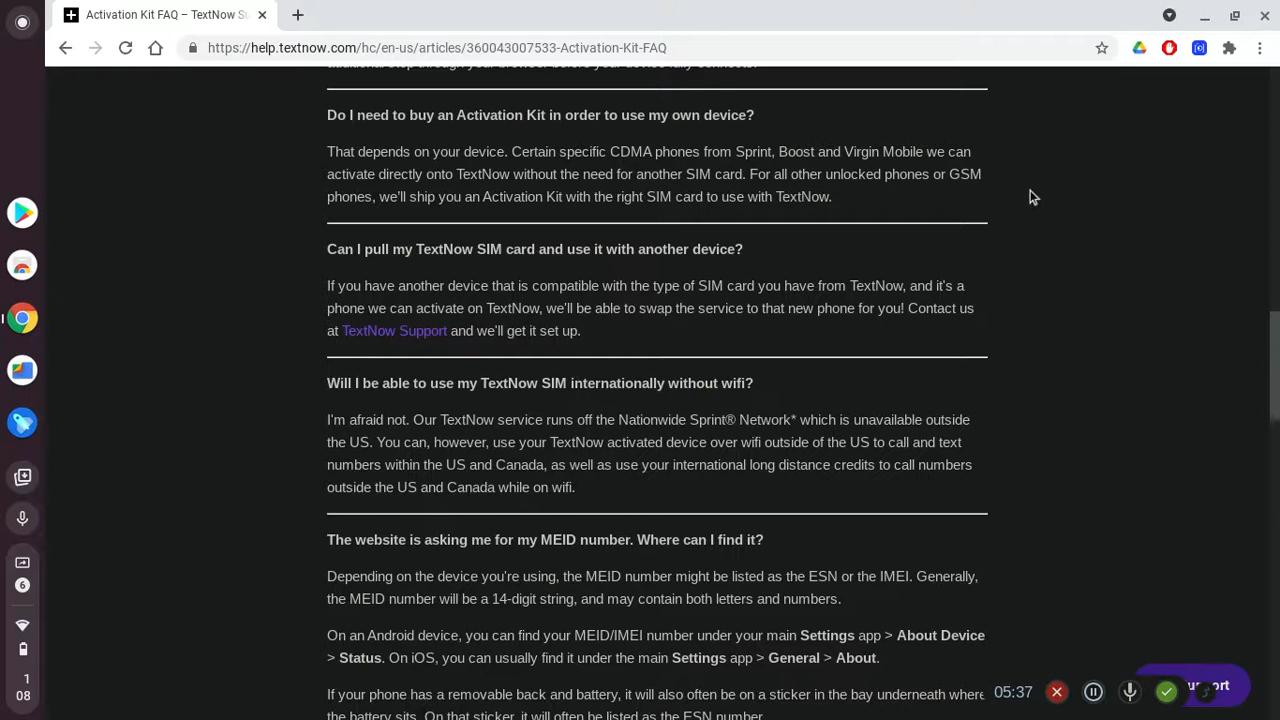 Activation Kit FAQ – TextNow Su
https://help.textnow.com/hc/en-us/articles/360043007533-Activation-Kit-FAQ
additional step through your browser before your device fully connects.
Do I need to buy an Activation Kit in order to use my own device?
That depends on your device. Certain specific CDMA phones from Sprint, Boost and Virgin Mobile we can
activate directly onto TextNow without the need for another SIM card. For all other unlocked phones or GSM
phones, we'll ship you an Activation Kit with the right SIM card to use with TextNow.
Can I pull my TextNow SIM card and use it with another device?
If you have another device that is compatible with the type of SIM card you have from TextNow, and it's a
phone we can activate on TextNow, we'll be able to swap the service to that new phone for you! Contact us
at TextNow Support and we'll get it set up.
Will I be able to use my TextNow SIM internationally without wifi?
I'm afraid not. Our TextNow service runs off the Nationwide Sprint® Network* which is unavailable outside
the US. You can, however, use your TextNow activated device over wifi outside of the US to call and text
numbers within the US and Canada, as well as use your international long distance credits to call numbers
outside the US and Canada while on wifi.
The website is asking me for my MEID number. Where can I find it?
Depending on the device you're using, the MEID number might be listed as the ESN or the IMEI. Generally,
the MEID number will be a 14-digit string, and may contain both letters and numbers.
On an Android device, you can find your MEID/IMEI number under your main Settings app > About Device
> Status. On iOS, you can usually find it under the main Settings app > General > About.
If your phone has a removable back and battery, it will also often be on a sticker in the bay underneath where
the battery sits. On that sticker, it will often be listed as the ESN number.
6
1
08
05:37